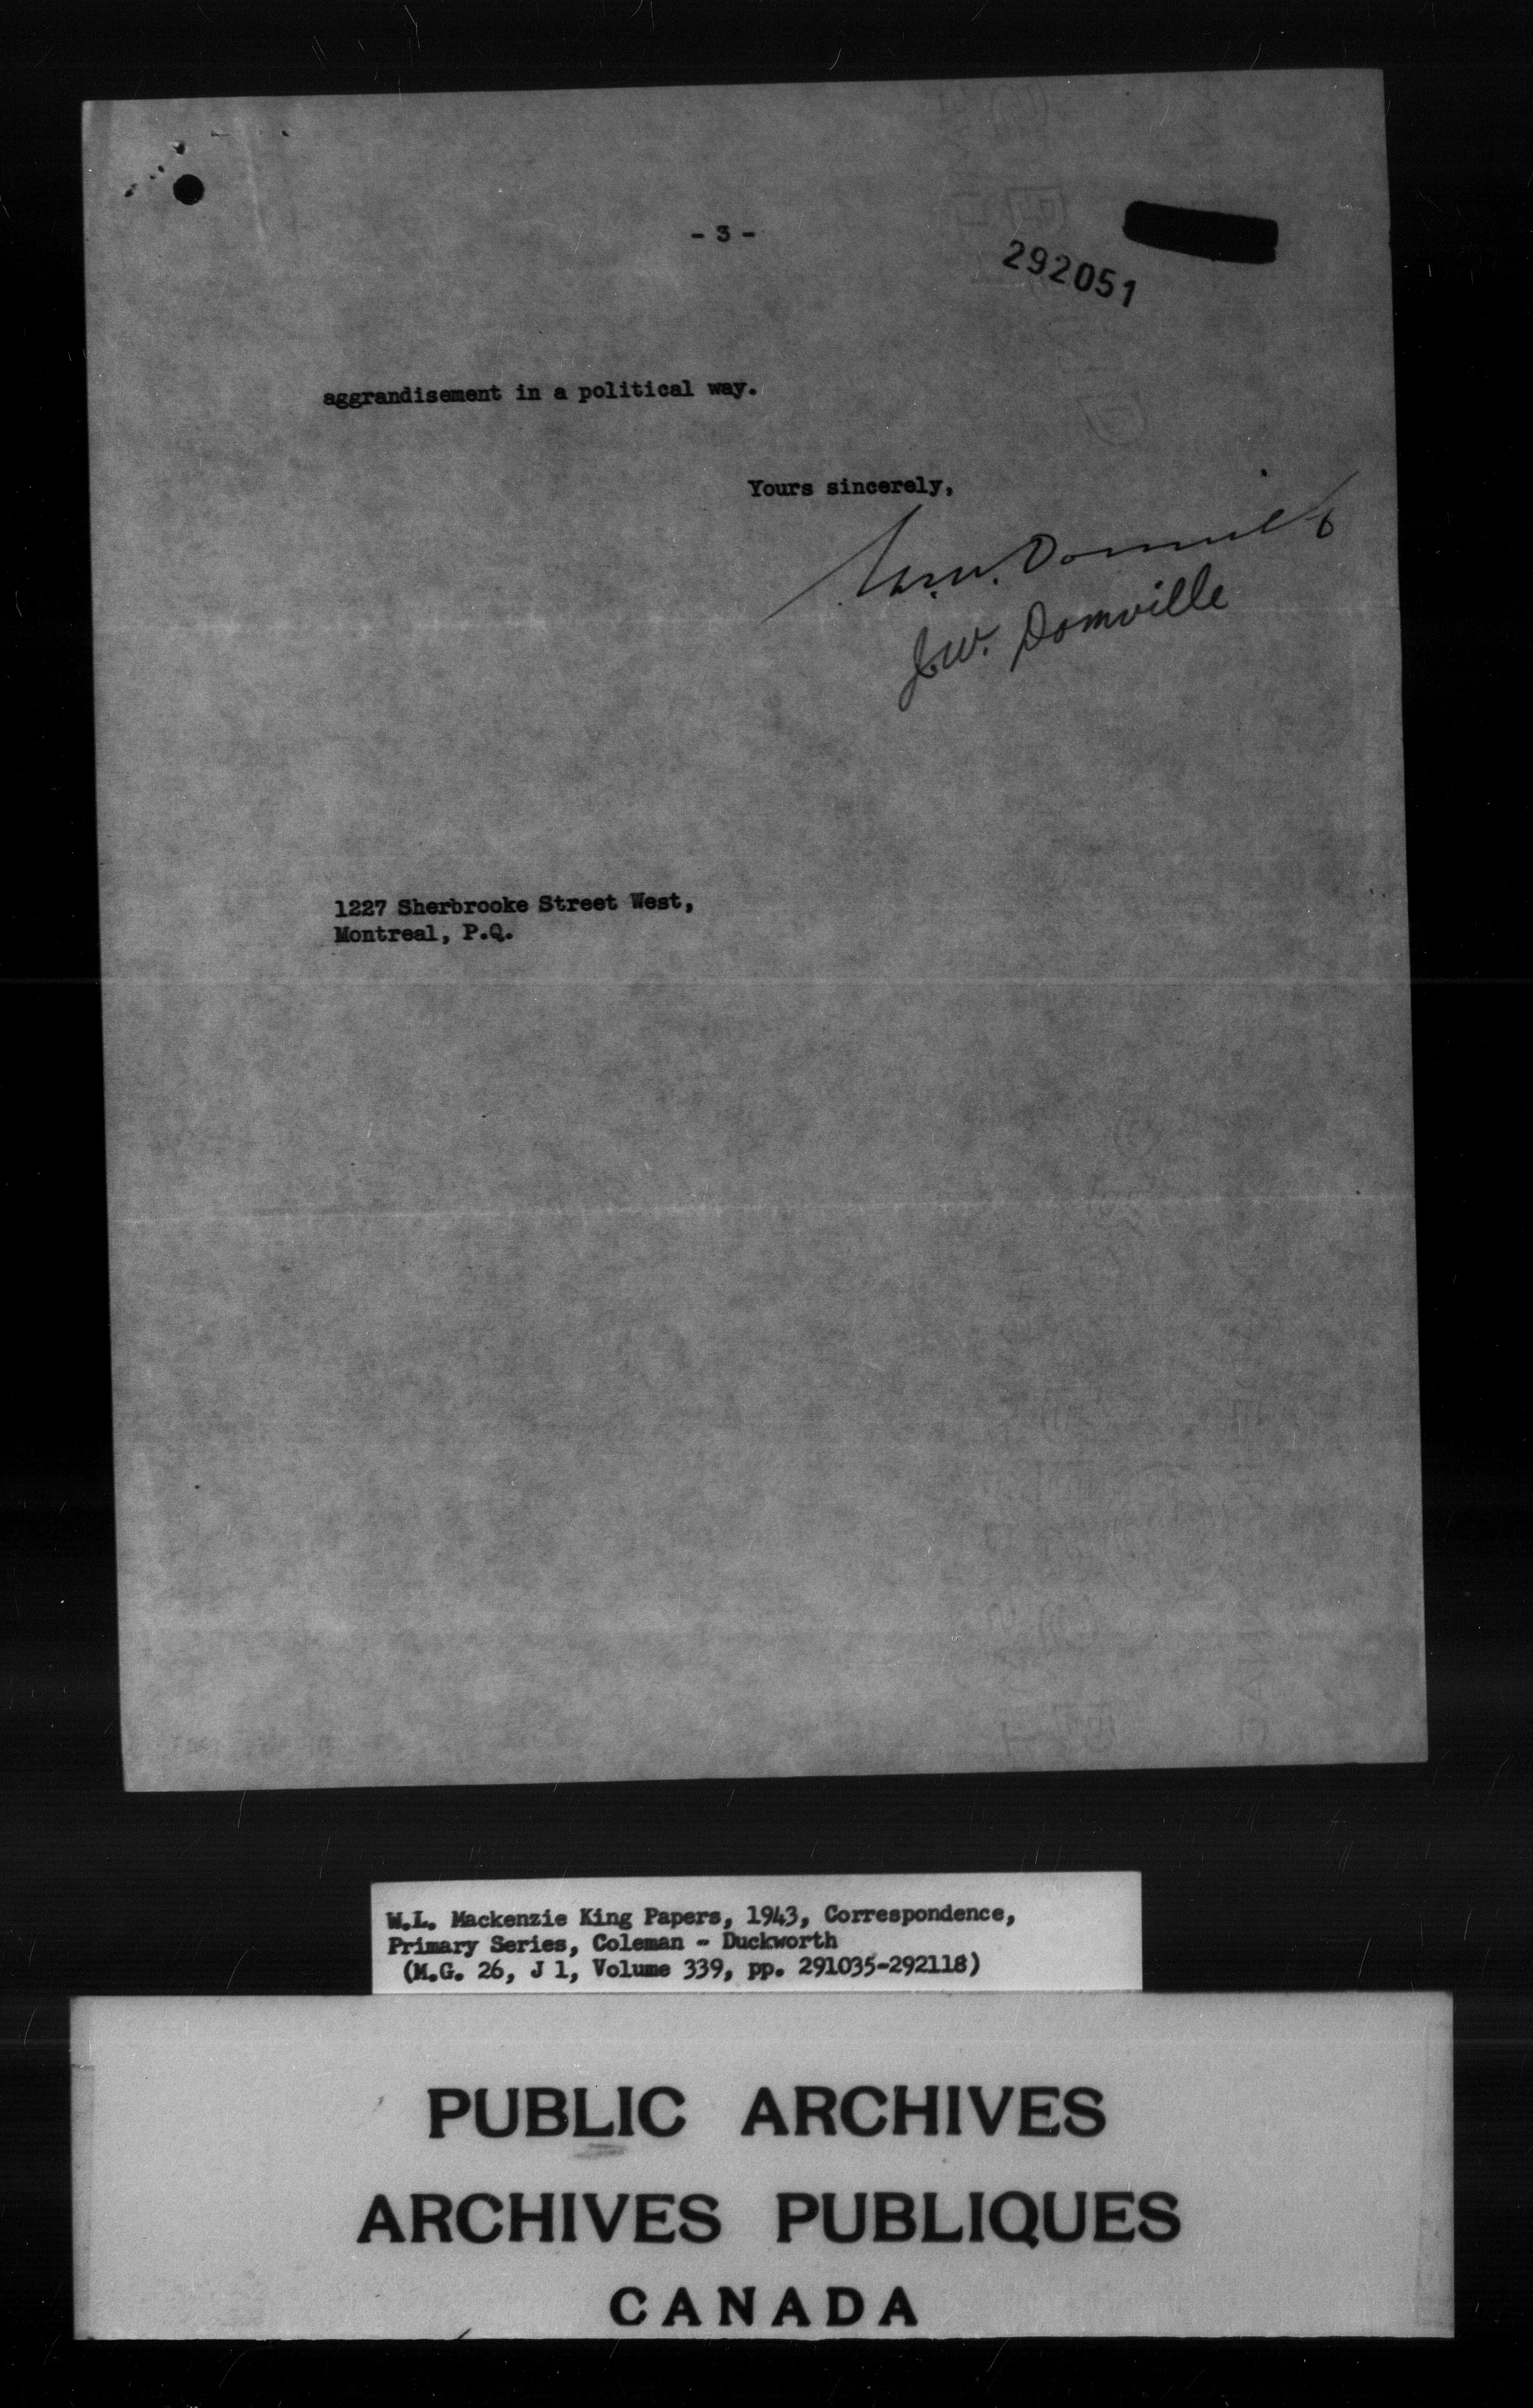 - 3 -
292051
aggrandisement in a political way.
Yours sincerely,
J.W. Domville
1227 Sherbrooke Street West,
Montreal, P.Q.
W.L. Mackenzie King Papers, 1943, Correspondence,
Primary Series, Coleman - Duckworth
(M.G. 26, J 1, Volume 339, pp. 291035-292118)
PUBLIC ARCHIVES
ARCHIVES PUBLIQUES
CANADA